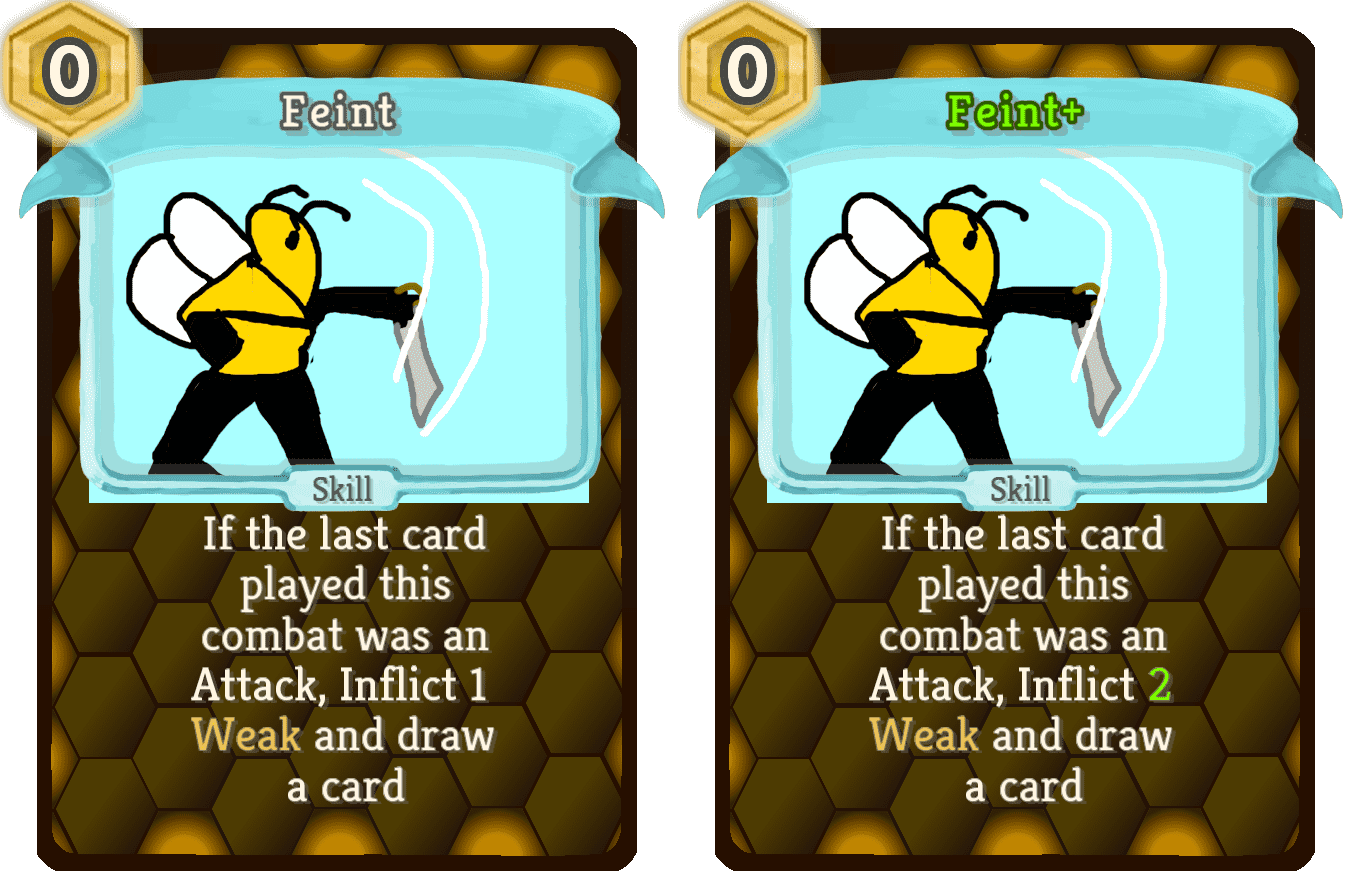 0
Feint
Skill
If the last card
played this
combat was an
Attack, Inflict 1
Weak and draw
a card
0
Feint+
Skill
If the last card
played this
combat was an
Attack, Inflict 2
Weak and draw
a card